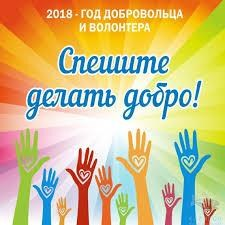 2018 - ГОД ДОБРОВОЛЬЦА
И ВОЛОНТЕРА
Спешите
делать добро!